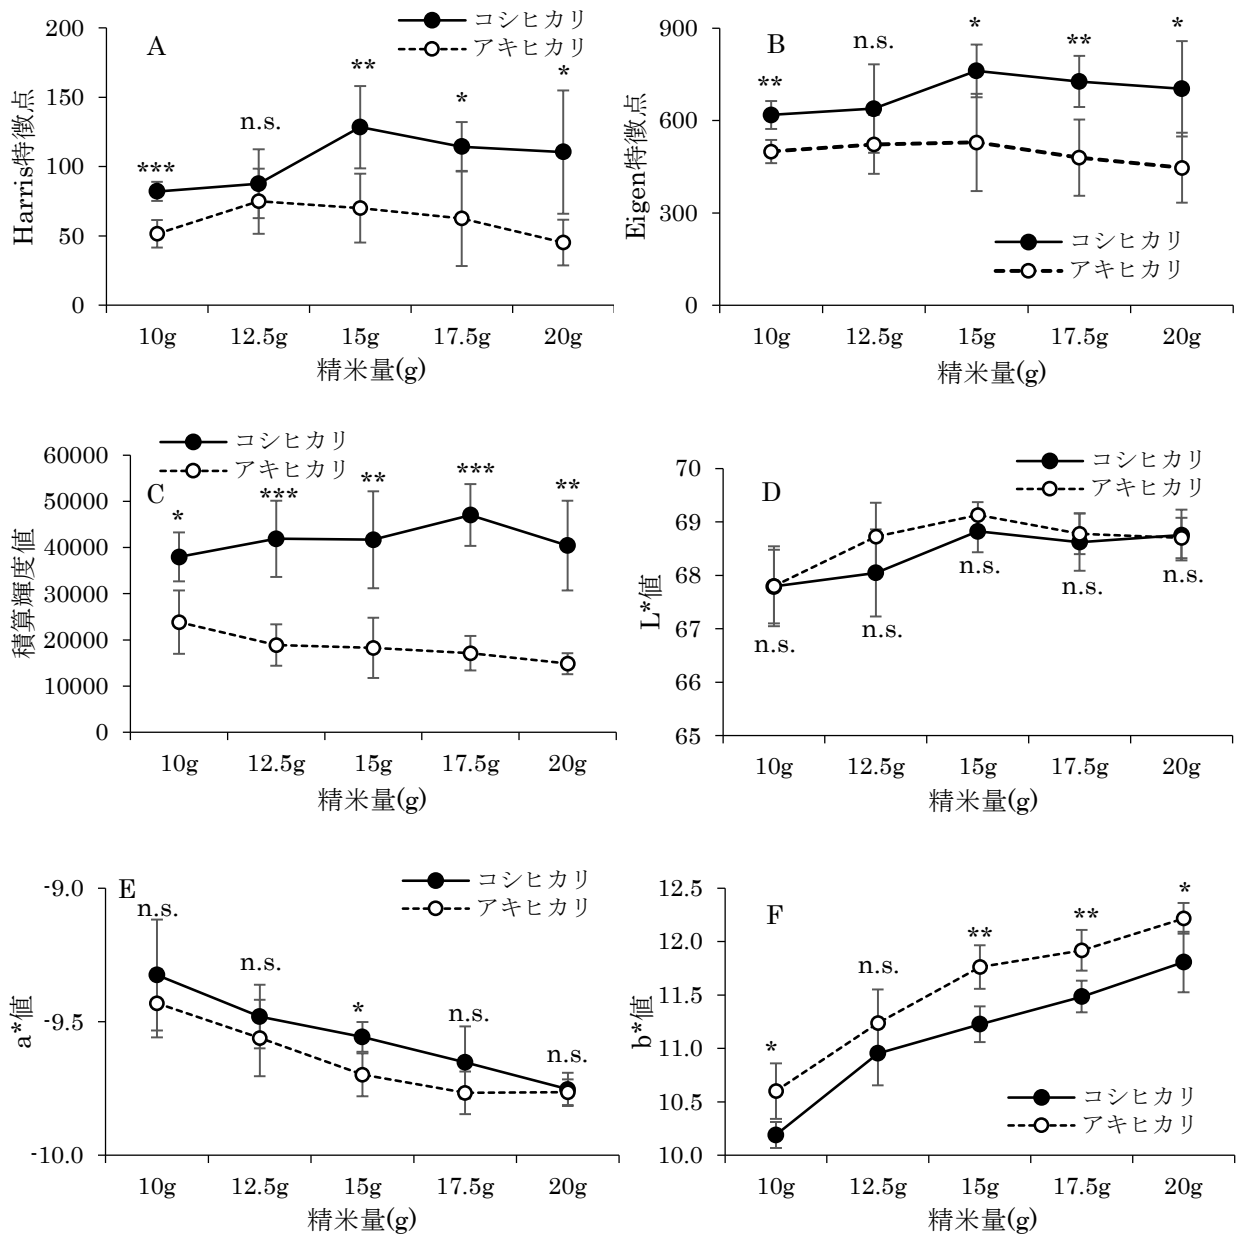 A
コシヒカリ
アキヒカリ
Harris特徴点
200
150
100
50
0
***
n.s.
**
*
*
10g 12.5g 15g 17.5g 20g
精米量(g)
B
コシヒカリ
アキヒカリ
Eigen特徴点
900
600
300
0
**
n.s.
*
**
*
10g 12.5g 15g 17.5g 20g
精米量(g)
C
コシヒカリ
アキヒカリ
積算輝度値
60000
50000
40000
30000
20000
10000
0
*
***
**
***
**
10g 12.5g 15g 17.5g 20g
精米量(g)
D
コシヒカリ
アキヒカリ
L*値
70
69
68
67
66
65
n.s.
n.s.
n.s.
n.s.
n.s.
10g 12.5g 15g 17.5g 20g
精米量(g)
E
コシヒカリ
アキヒカリ
a*値
-9.0
-9.5
-10.0
n.s.
n.s.
*
n.s.
n.s.
10g 12.5g 15g 17.5g 20g
精米量(g)
F
コシヒカリ
アキヒカリ
b*値
12.5
12.0
11.5
11.0
10.5
10.0
*
n.s.
**
**
*
10g 12.5g 15g 17.5g 20g
精米量(g)